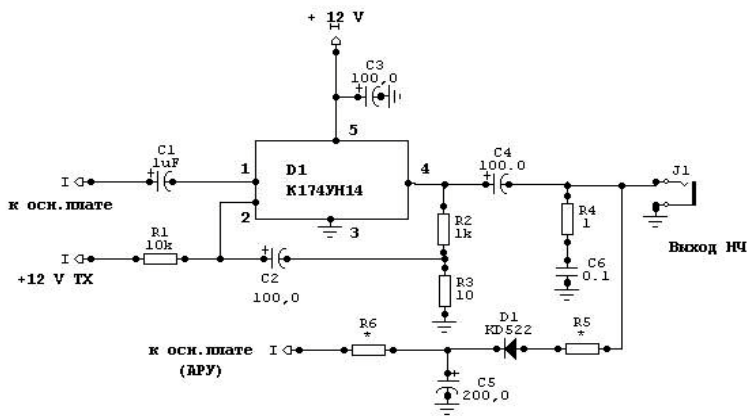 + 12 V
C3
100,0
5
C1
1uF
1
D1
К174УН14
4
C4
100.0
J1
I
к осн.плате
2
3
R1
10k
R2
1k
R4
1
Выход НЧ
I
+12 V TX
C2
100,0
R3
10
C6
0.1
D1
KD522
R5
*
R6
*
к осн.плате
I
(АРУ)
C5
200,0